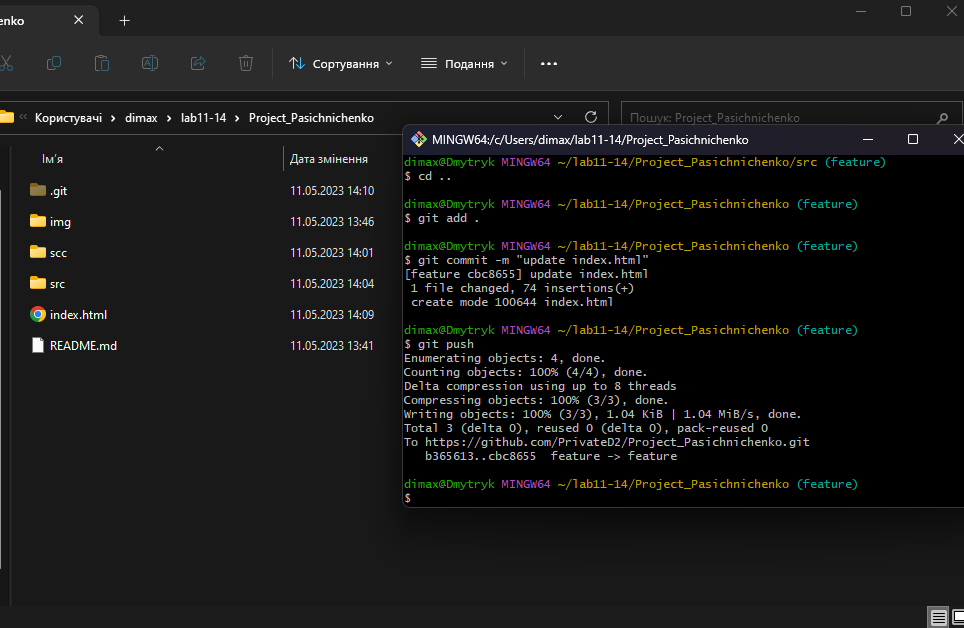 enko
Сортування
Подання
Користувачі
dimax
lab11-14
Project_Pasichnichenko
Пошук: Project_Pasichnichenko
Ім'я
Дата змінення
.git 11.05.2023 14:10
img 11.05.2023 13:46
scc 11.05.2023 14:01
src 11.05.2023 14:04
index.html 11.05.2023 14:09
README.md 11.05.2023 13:41
MINGW64:/c/Users/dimax/lab11-14/Project_Pasichnichenko
dimax@Dmytryk MINGW64 ~/lab11-14/Project_Pasichnichenko/src (feature)
$ cd ..
dimax@Dmytryk MINGW64 ~/lab11-14/Project_Pasichnichenko (feature)
$ git add .
dimax@Dmytryk MINGW64 ~/lab11-14/Project_Pasichnichenko (feature)
$ git commit -m "update index.html"
[feature cbc8655] update index.html
1 file changed, 74 insertions(+)
create mode 100644 index.html
dimax@Dmytryk MINGW64 ~/lab11-14/Project_Pasichnichenko (feature)
$ git push
Enumerating objects: 4, done.
Counting objects: 100% (4/4), done.
Delta compression using up to 8 threads
Compressing objects: 100% (3/3), done.
Writing objects: 100% (3/3), 1.04 KiB | 1.04 MiB/s, done.
Total 3 (delta 0), reused 0 (delta 0), pack-reused 0
To https://github.com/PrivateD2/Project_Pasichnichenko.git
b365613..cbc8655 feature -> feature
dimax@Dmytryk MINGW64 ~/lab11-14/Project_Pasichnichenko (feature)
$